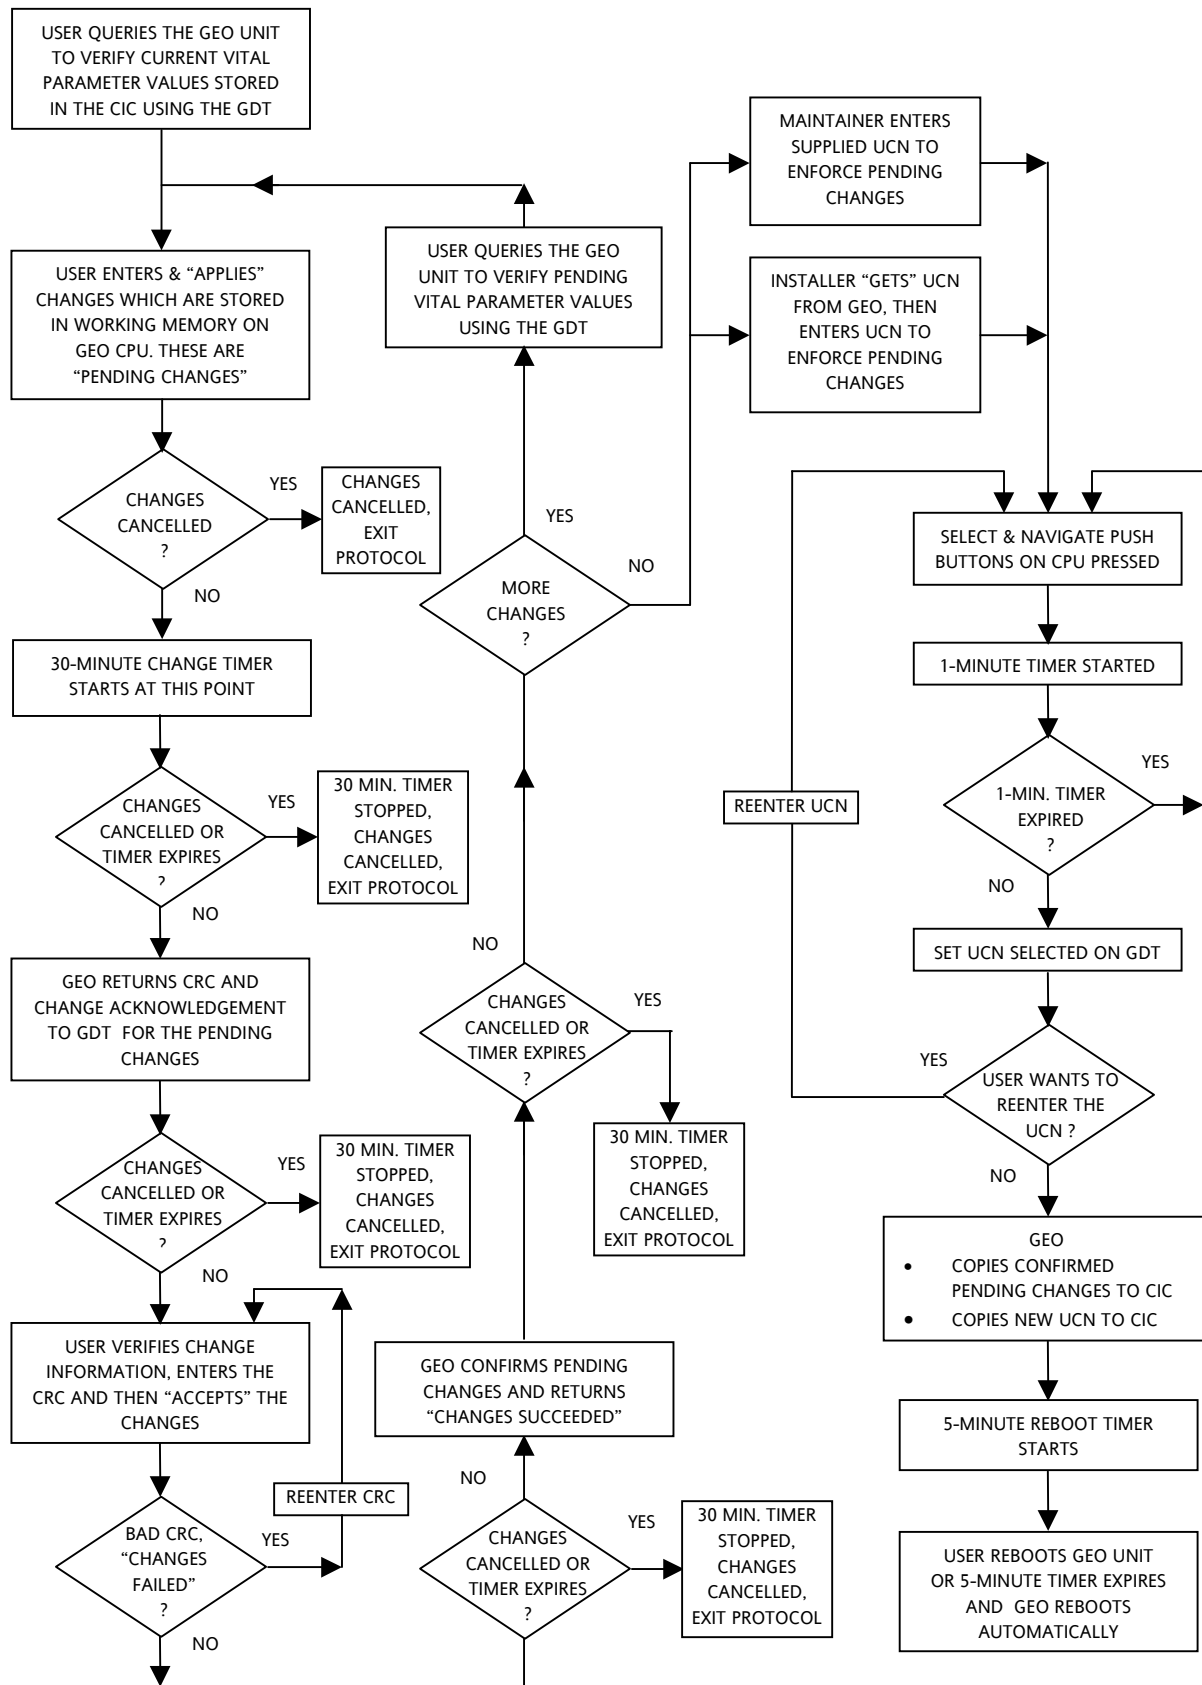 USER QUERIES THE GEO UNIT
TO VERIFY CURRENT VITAL
PARAMETER VALUES STORED
IN THE CIC USING THE GDT
USER ENTERS & “APPLIES”
CHANGES WHICH ARE STORED
IN WORKING MEMORY ON
GEO CPU. THESE ARE
“PENDING CHANGES”
CHANGES
CANCELLED
?
YES
CHANGES
CANCELLED,
EXIT
PROTOCOL
NO
30-MINUTE CHANGE TIMER
STARTS AT THIS POINT
CHANGES
CANCELLED OR
TIMER EXPIRES
?
YES
30 MIN. TIMER
STOPPED,
CHANGES
CANCELLED,
EXIT PROTOCOL
NO
GEO RETURNS CRC AND
CHANGE ACKNOWLEDGEMENT
TO GDT FOR THE PENDING
CHANGES
CHANGES
CANCELLED OR
TIMER EXPIRES
?
YES
30 MIN. TIMER
STOPPED,
CHANGES
CANCELLED,
EXIT PROTOCOL
NO
USER VERIFIES CHANGE
INFORMATION, ENTERS THE
CRC AND THEN “ACCEPTS” THE
CHANGES
REENTER CRC
BAD CRC,
“CHANGES
FAILED”
?
YES
NO
CHANGES
CANCELLED OR
TIMER EXPIRES
?
YES
30 MIN. TIMER
STOPPED,
CHANGES
CANCELLED,
EXIT PROTOCOL
NO
GEO CONFIRMS PENDING
CHANGES AND RETURNS
“CHANGES SUCCEEDED”
CHANGES
CANCELLED OR
TIMER EXPIRES
?
YES
30 MIN. TIMER
STOPPED,
CHANGES
CANCELLED,
EXIT PROTOCOL
NO
MORE
CHANGES
?
YES
NO
USER QUERIES THE GEO
UNIT TO VERIFY PENDING
VITAL PARAMETER VALUES
USING THE GDT
MAINTAINER ENTERS
SUPPLIED UCN TO
ENFORCE PENDING
CHANGES
INSTALLER “GETS” UCN
FROM GEO, THEN
ENTERS UCN TO
ENFORCE PENDING
CHANGES
SELECT & NAVIGATE PUSH
BUTTONS ON CPU PRESSED
1-MINUTE TIMER STARTED
1-MIN. TIMER
EXPIRED
?
YES
NO
REENTER UCN
SET UCN SELECTED ON GDT
USER WANTS TO
REENTER THE
UCN ?
YES
NO
GEO
• COPIES CONFIRMED
PENDING CHANGES TO CIC
• COPIES NEW UCN TO CIC
5-MINUTE REBOOT TIMER
STARTS
USER REBOOTS GEO UNIT
OR 5-MINUTE TIMER EXPIRES
AND GEO REBOOTS
AUTOMATICALLY